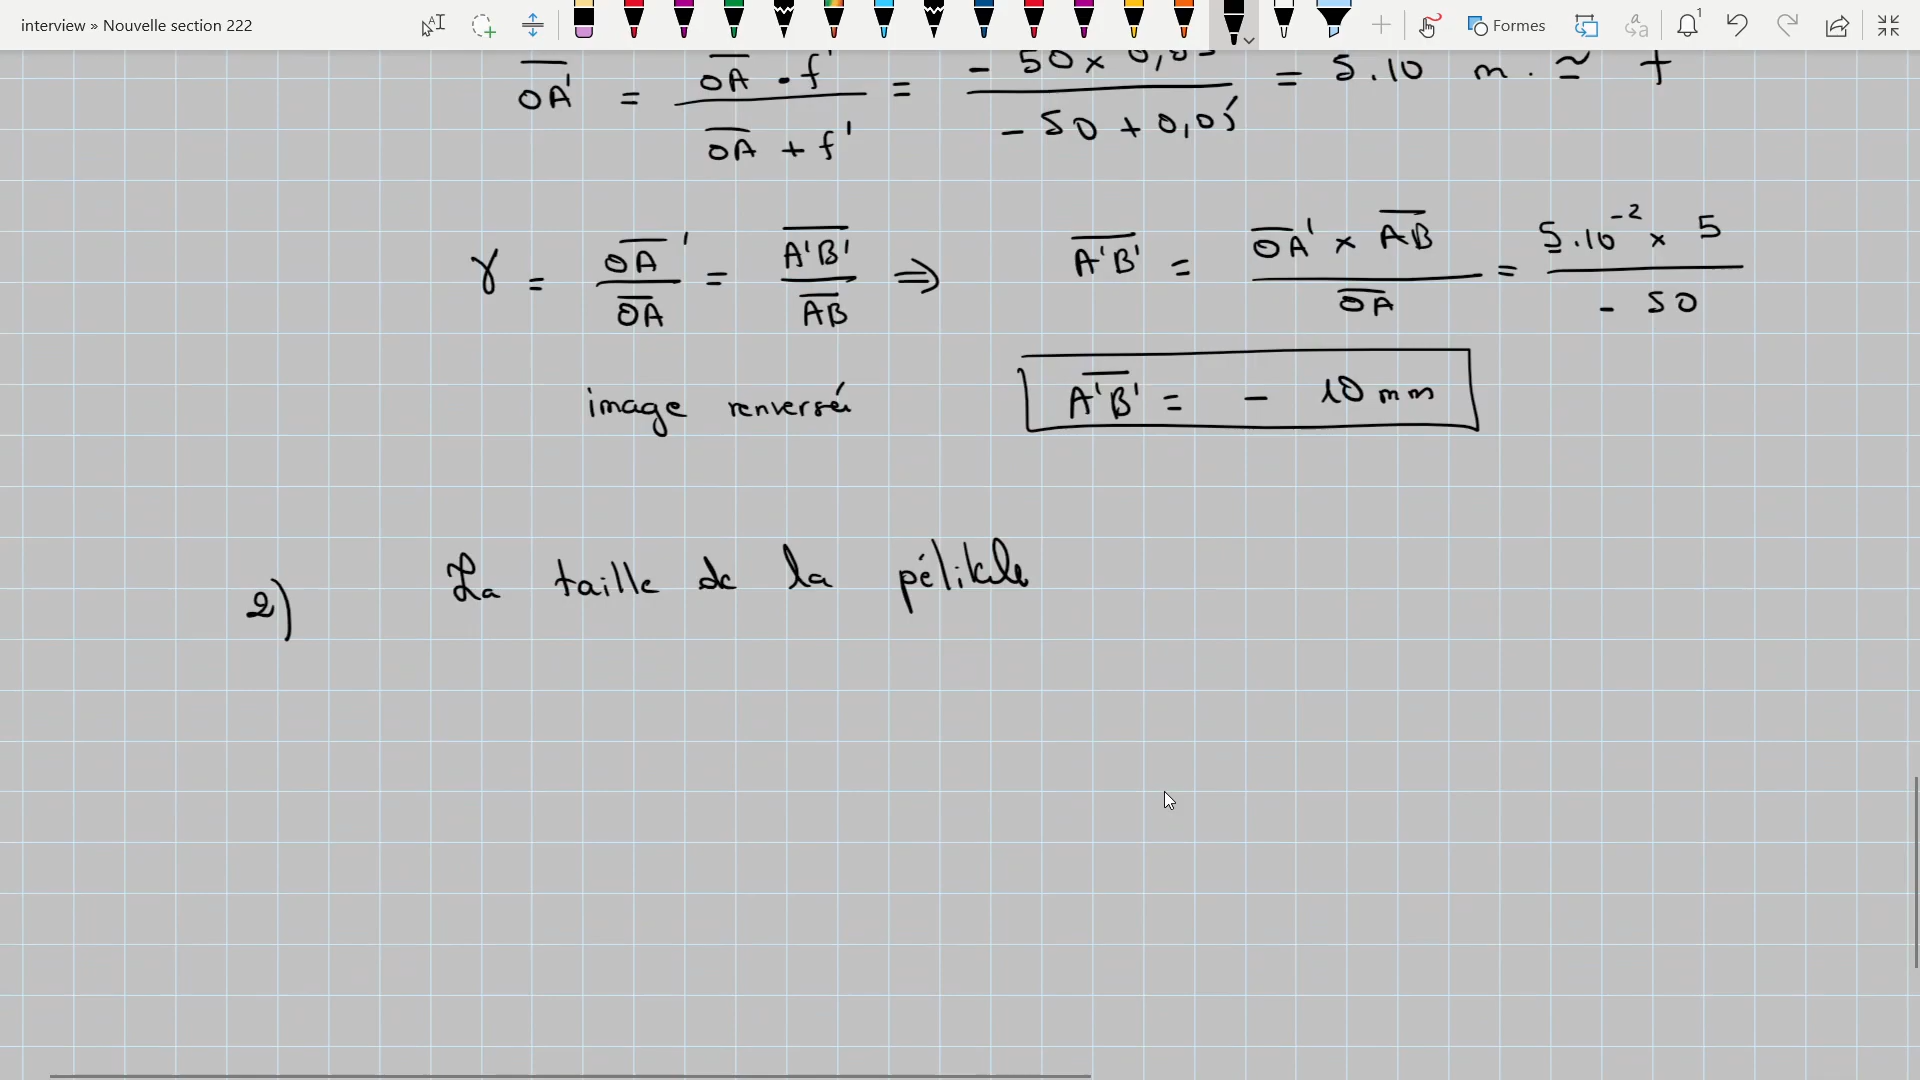 interview » Nouvelle section 222
Formes
OA' = OA · f' / OA + f' = - 50 x 0,05 / - 50 + 0,05 = 5.10 m. ≃ f
γ = OA' / OA = A'B' / AB ⇒ A'B' = OA' x AB / OA = 5.10⁻² x 5 / - 50
image renversée A'B' = - 10 mm
2) La taille de la